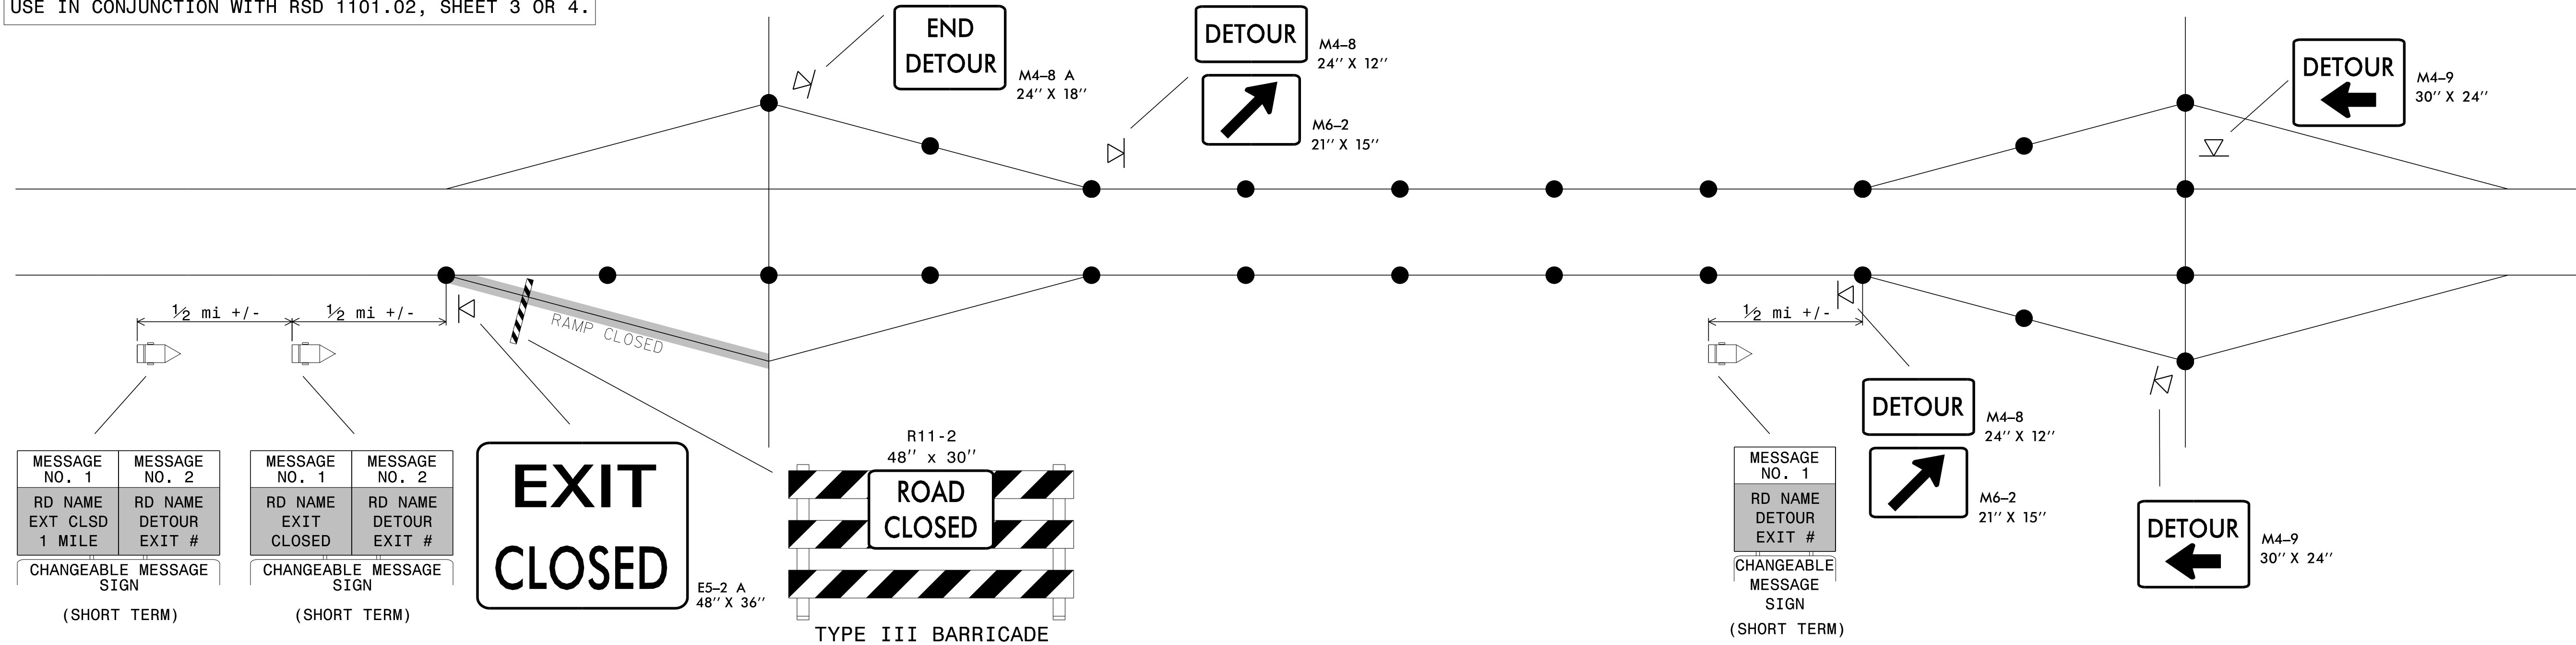 USE IN CONJUNCTION WITH RSD 1101.02, SHEET 3 OR 4.
END
DETOUR
M4–8 A
24″ X 18″
DETOUR
M4–8
24″ X 12″
M6–2
21″ X 15″
DETOUR
M4–9
30″ X 24″
½ mi +/-
½ mi +/-
RAMP CLOSED
½ mi +/-
MESSAGE
NO. 1
MESSAGE
NO. 2
RD NAME
EXT CLSD
1 MILE
RD NAME
DETOUR
EXIT #
CHANGEABLE MESSAGE
SIGN
(SHORT TERM)
MESSAGE
NO. 1
MESSAGE
NO. 2
RD NAME
EXIT
CLOSED
RD NAME
DETOUR
EXIT #
CHANGEABLE MESSAGE
SIGN
(SHORT TERM)
EXIT
CLOSED
E5–2 A
48″ X 36″
R11-2
48″ x 30″
ROAD
CLOSED
TYPE III BARRICADE
MESSAGE
NO. 1
RD NAME
DETOUR
EXIT #
CHANGEABLE
MESSAGE
SIGN
(SHORT TERM)
DETOUR
M4–8
24″ X 12″
M6–2
21″ X 15″
DETOUR
M4–9
30″ X 24″